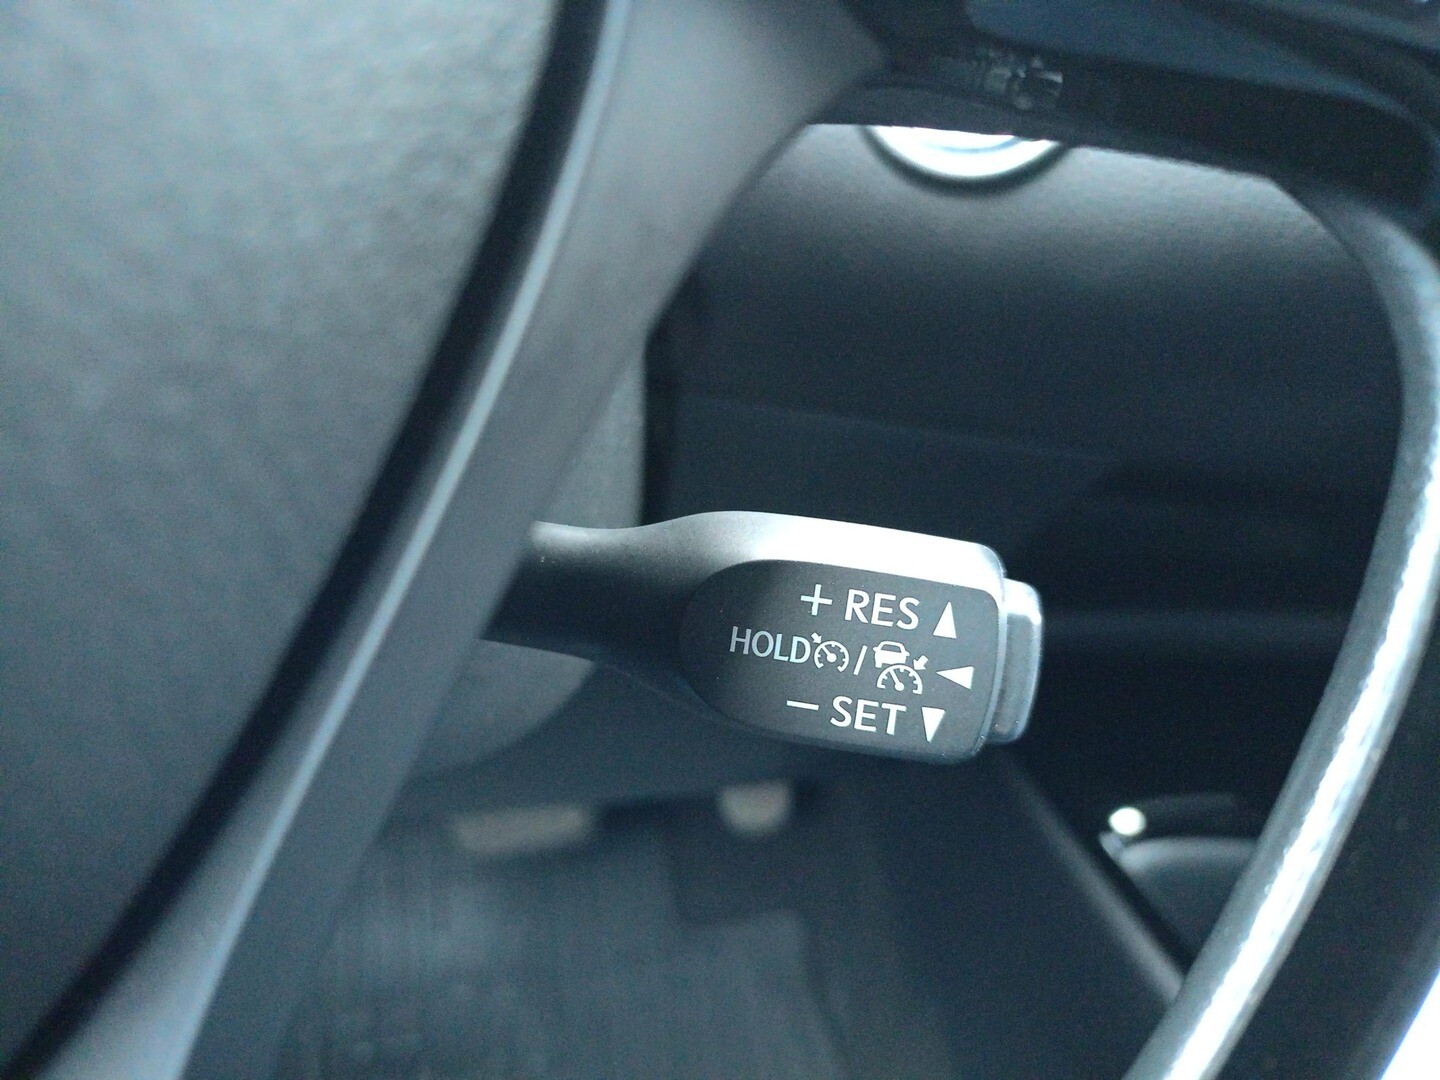 + RES ▲
HOLD / ◀
− SET ▼